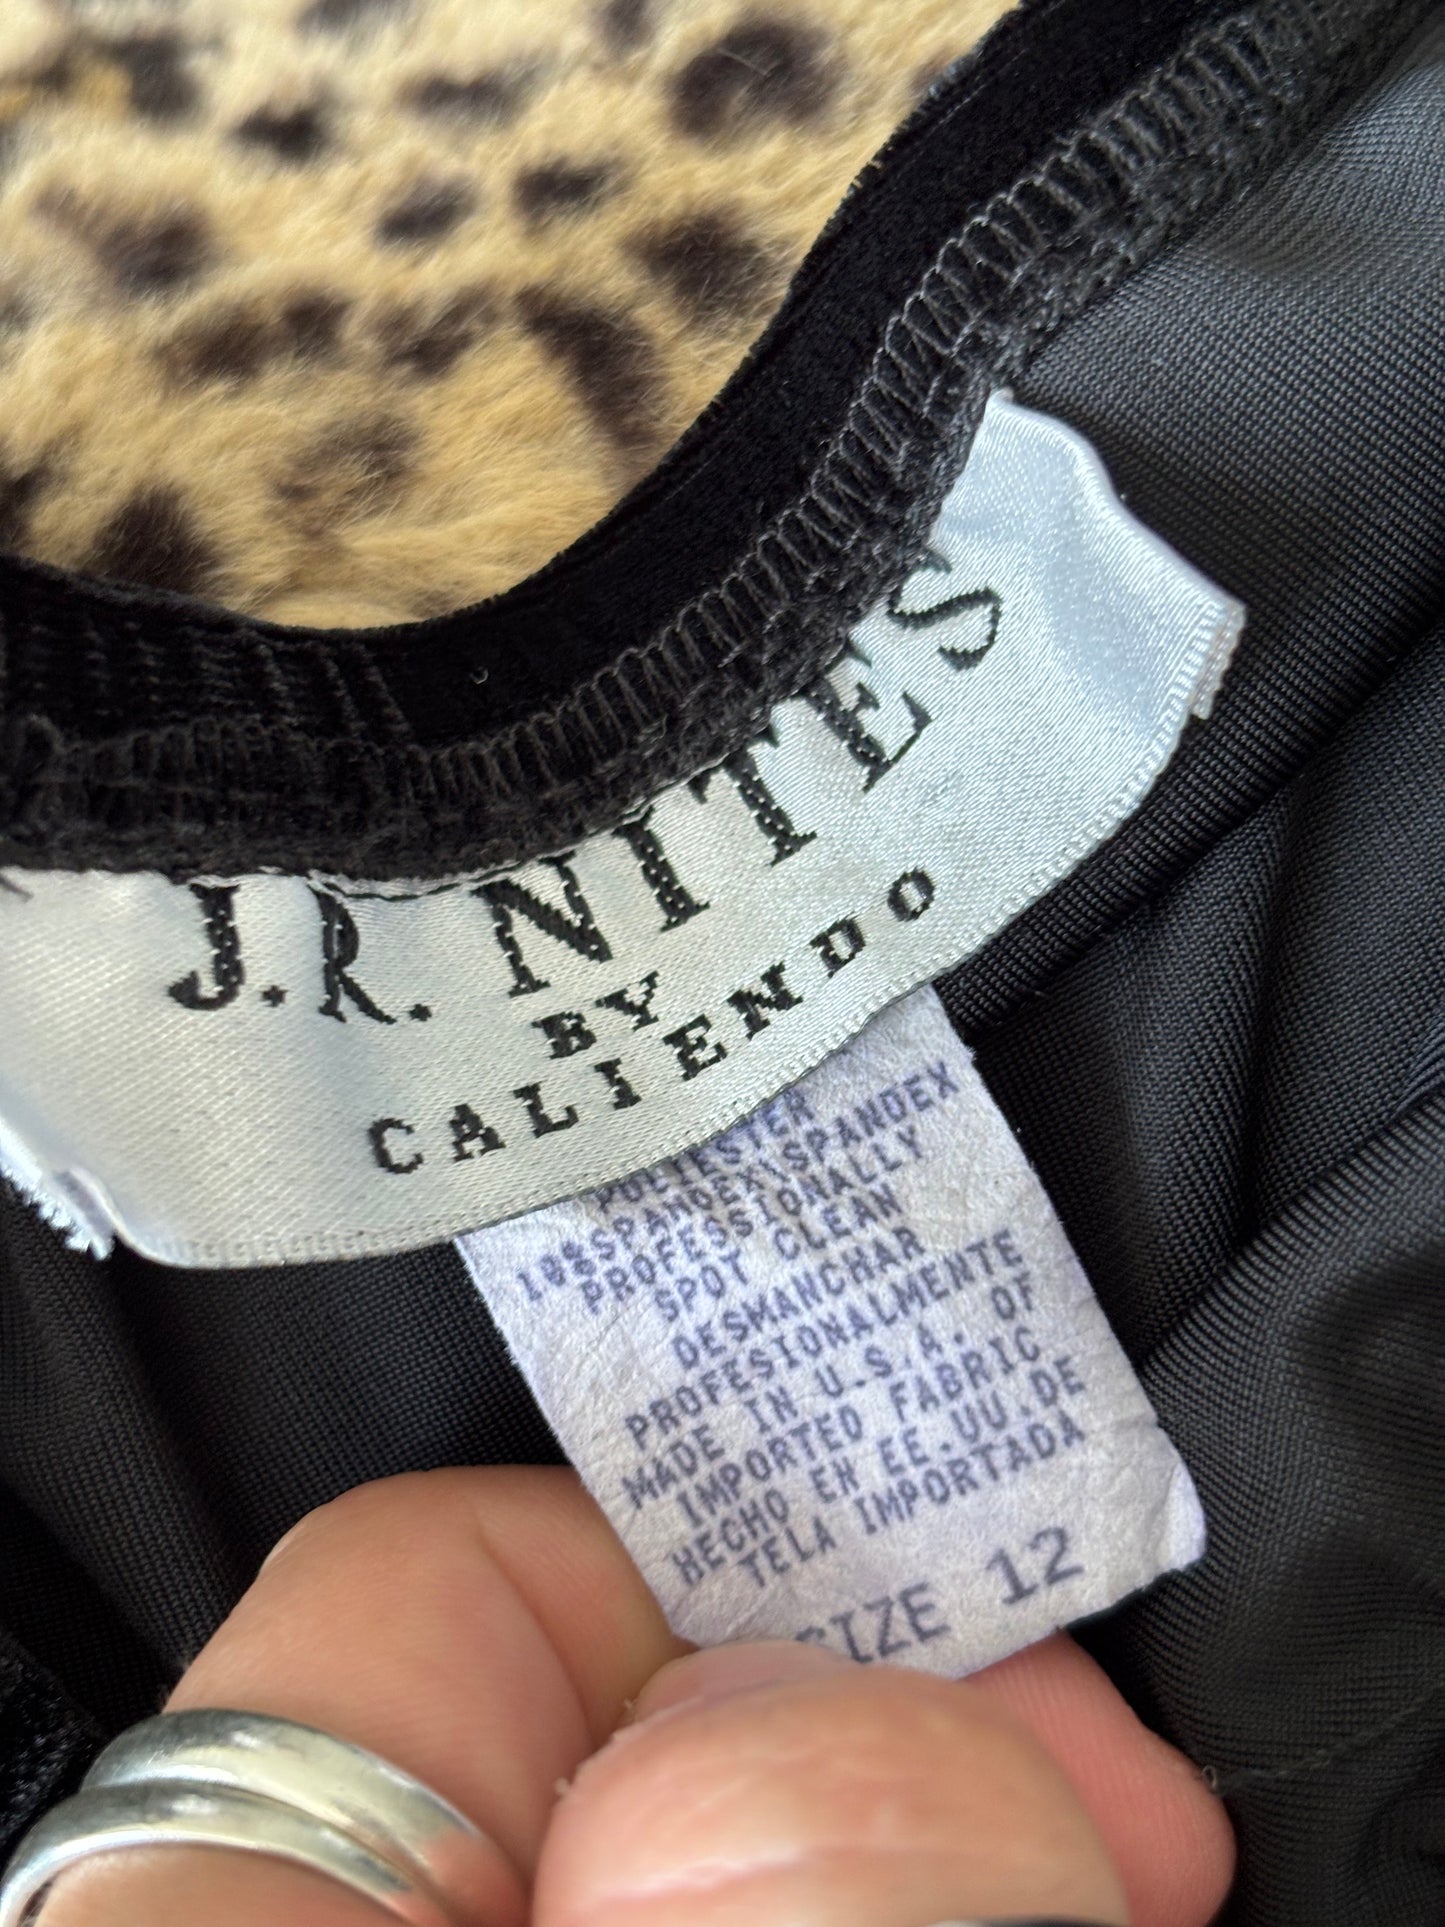 J.R. NITES
BY
CALIENDO
POLYESTER
SPANDEX
PROFESSIONALLY
SPOT CLEAN
DESMANCHAR
PROFESIONALMENTE
MADE IN U.S.A. OF
IMPORTED FABRIC
HECHO EN EE.UU.DE
TELA IMPORTADA
SIZE 12